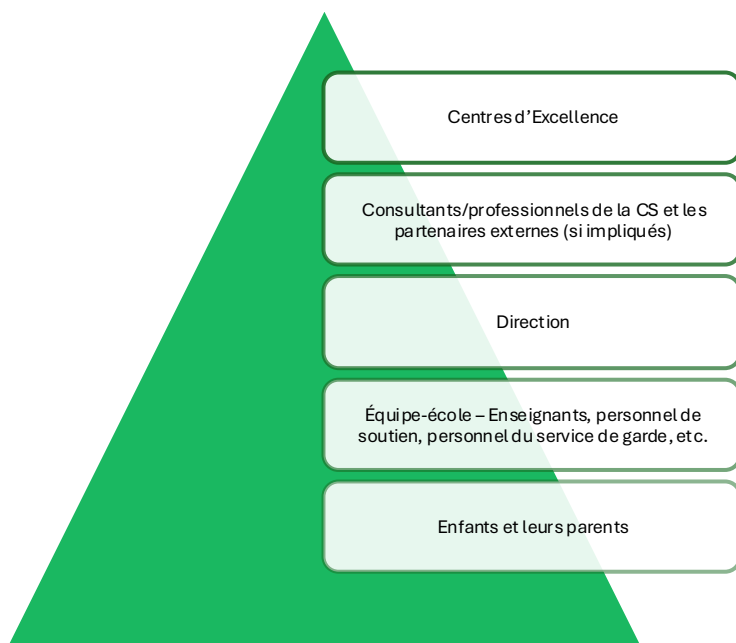 Centres d’Excellence
Consultants/professionnels de la CS et les
partenaires externes (si impliqués)
Direction
Équipe-école – Enseignants, personnel de
soutien, personnel du service de garde, etc.
Enfants et leurs parents